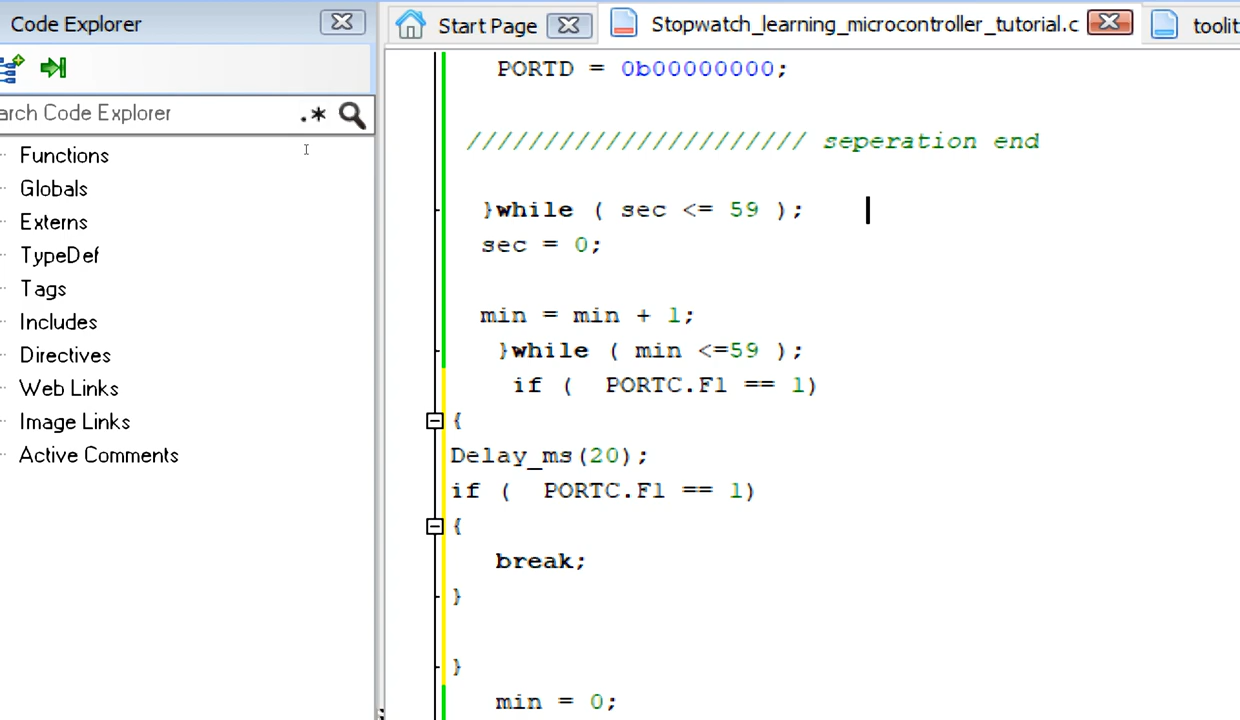 Code Explorer
Start Page
Stopwatch_learning_microcontroller_tutorial.c
toolit
arch Code Explorer
.*
Functions
Globals
Externs
TypeDef
Tags
Includes
Directives
Web Links
Image Links
Active Comments
PORTD = 0b00000000;
////////////////////// seperation end
}while ( sec <= 59 );
sec = 0;
min = min + 1;
}while ( min <=59 );
if (  PORTC.F1 == 1)
{
Delay_ms(20);
if (  PORTC.F1 == 1)
{
break;
}
}
min = 0;